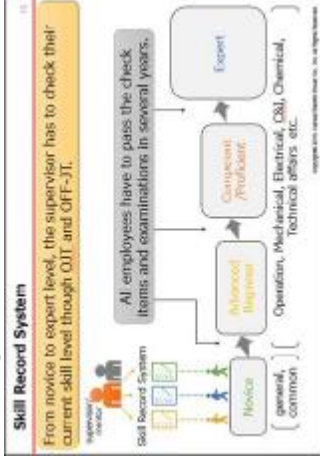 Skill Record System
From novice to expert level, the supervisor has to check their
current skill level though OJT and OFF-JT.
Supervisor/
monitor
Skill Record System
All employees have to pass the check
items and examinations in several years.
Novice
Advanced
Beginner
Competent
/Proficient
Expert
(general,
common)
Operation, Mechanical, Electrical, C&I, Chemical,
Technical affairs etc.